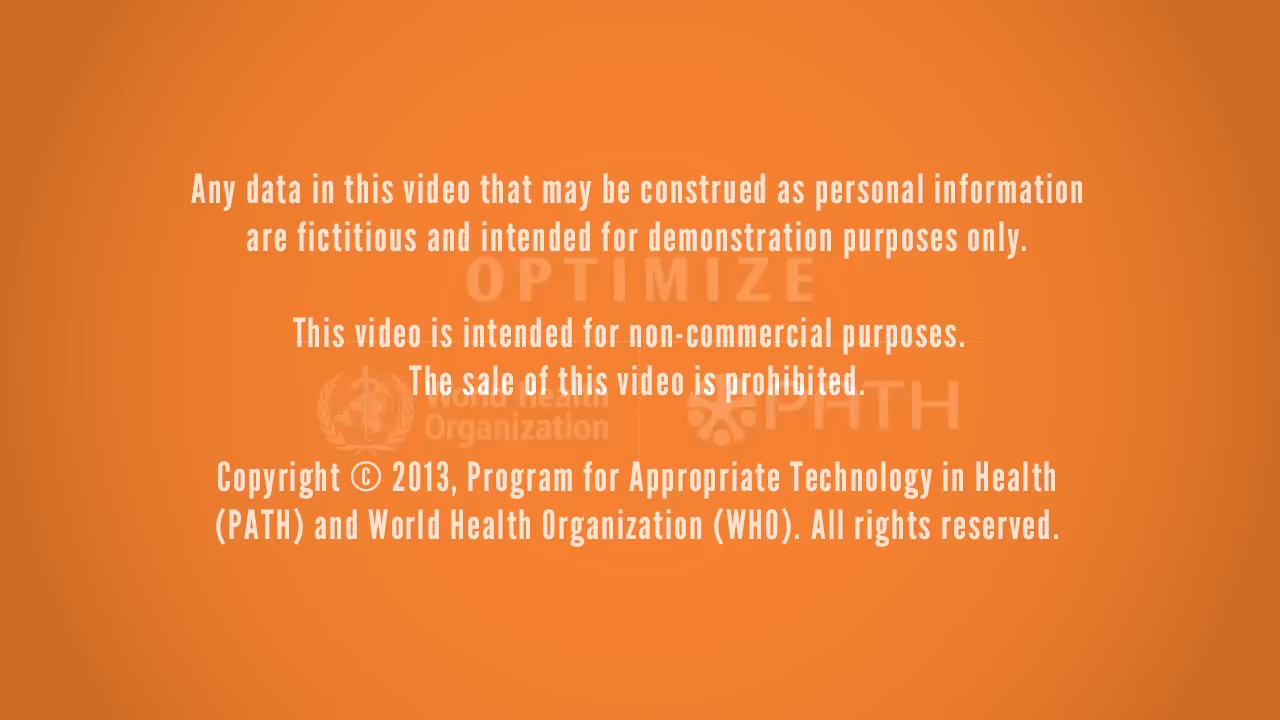 Any data in this video that may be construed as personal information
are fictitious and intended for demonstration purposes only.
OPTIMIZE
This video is intended for non-commercial purposes.
The sale of this video is prohibited.
World Health
Organization
PATH
Copyright © 2013, Program for Appropriate Technology in Health
(PATH) and World Health Organization (WHO). All rights reserved.